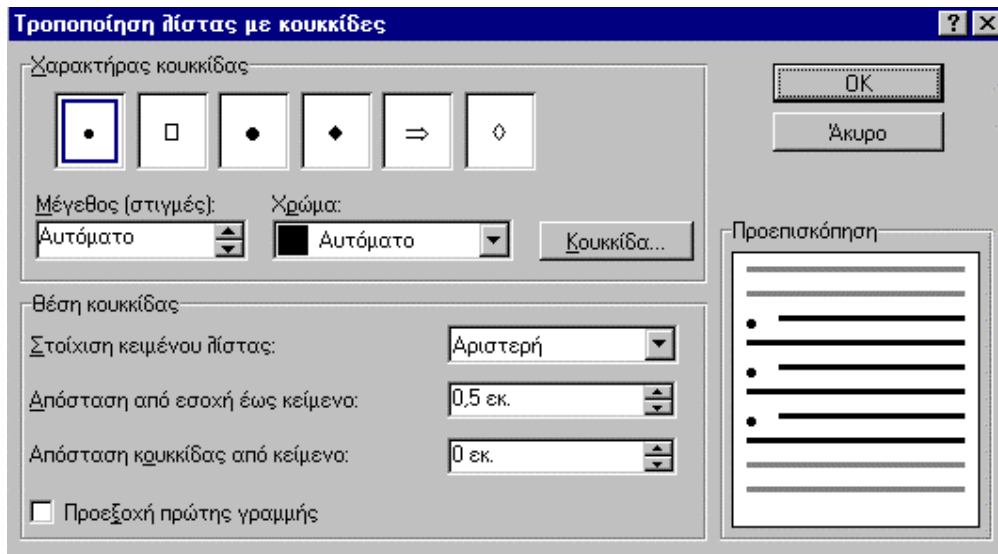 Τροποποίηση λίστας με κουκκίδες
Χαρακτήρας κουκκίδας
OK
Άκυρο
Μέγεθος (στιγμές):
Χρώμα:
Αυτόματο
Αυτόματο
Κουκκίδα...
Προεπισκόπηση
Θέση κουκκίδας
Στοίχιση κειμένου λίστας:
Αριστερή
Απόσταση από εσοχή έως κείμενο:
0,5 εκ.
Απόσταση κουκκίδας από κείμενο:
0 εκ.
Προεξοχή πρώτης γραμμής